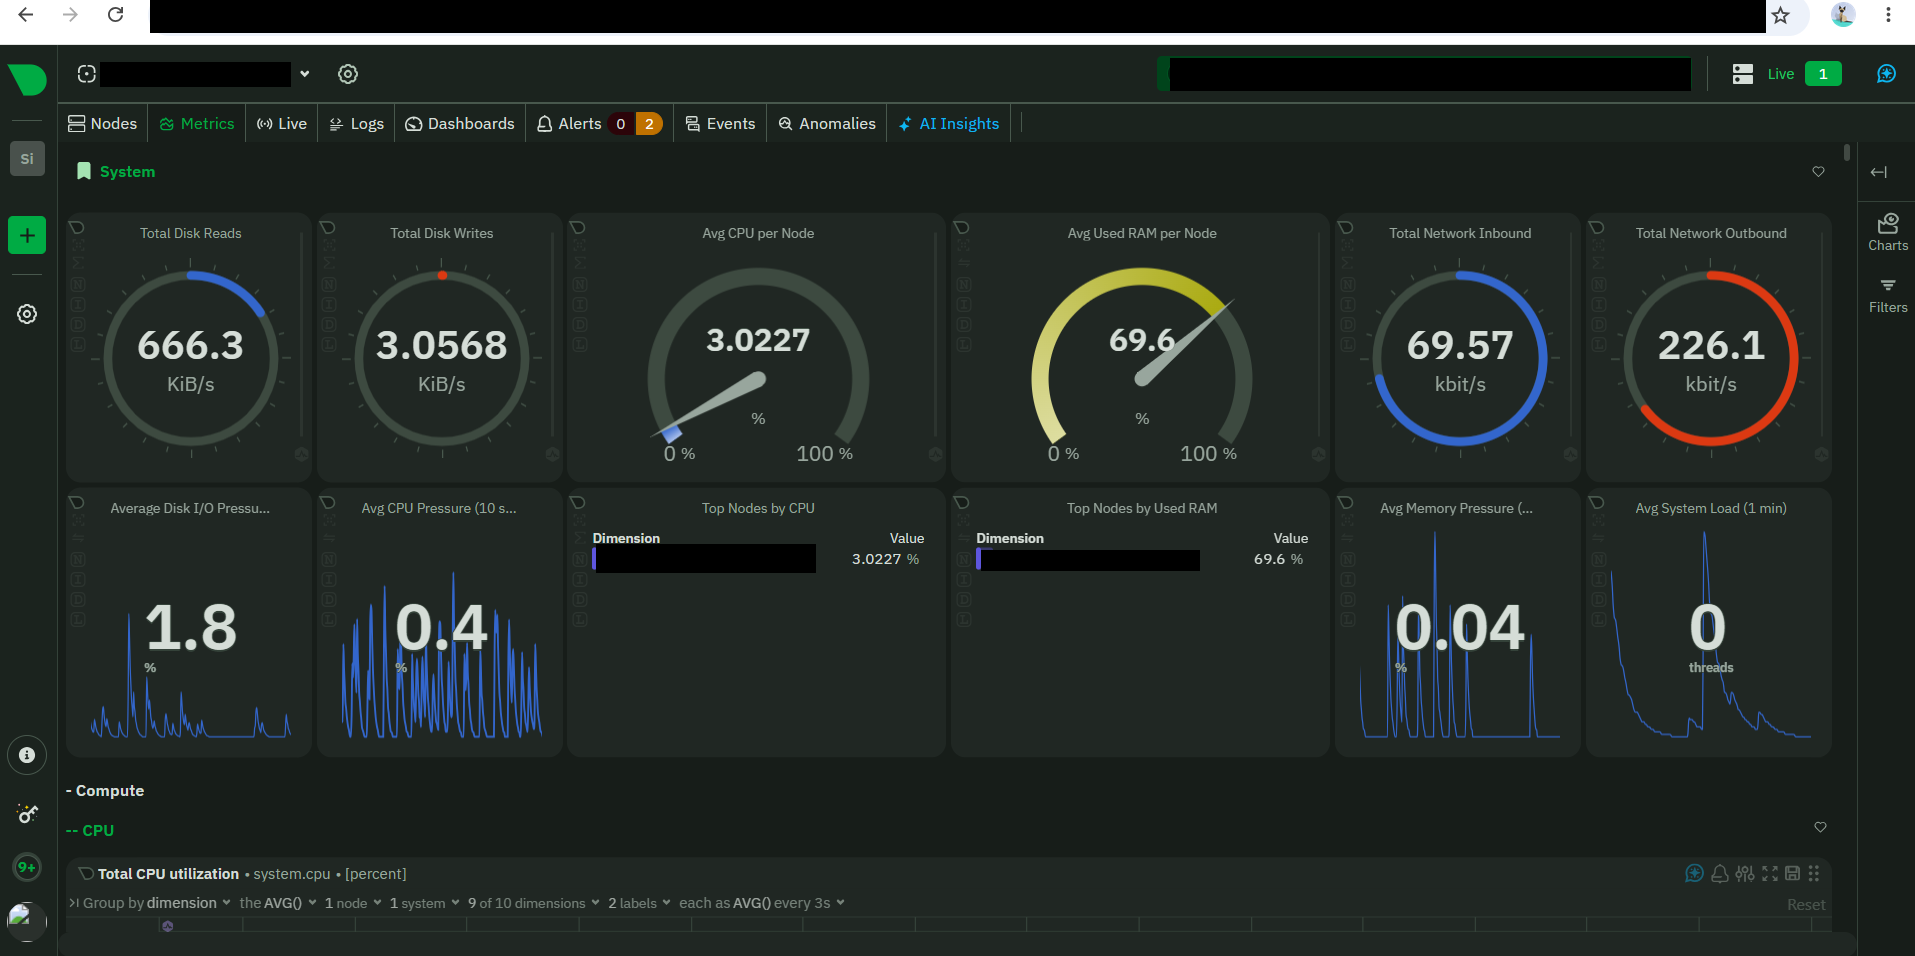 Live 1
Nodes Metrics Live Logs Dashboards Alerts 0 2 Events Anomalies AI Insights
Si
System
Charts
Filters
Total Disk Reads
666.3
KiB/s
Total Disk Writes
3.0568
KiB/s
Avg CPU per Node
3.0227
%
0 % 100 %
Avg Used RAM per Node
69.6
%
0 % 100 %
Total Network Inbound
69.57
kbit/s
Total Network Outbound
226.1
kbit/s
N
I
D
L
N
I
D
L
N
I
D
L
N
I
D
L
N
I
D
L
N
I
D
L
Average Disk I/O Pressu...
1.8
%
Avg CPU Pressure (10 s...
0.4
%
Top Nodes by CPU
Dimension Value
3.0227 %
Top Nodes by Used RAM
Dimension Value
69.6 %
Avg Memory Pressure (...
0.04
%
Avg System Load (1 min)
0
threads
N
I
D
L
N
I
D
L
N
I
D
L
N
I
D
L
N
I
D
L
N
I
D
L
- Compute
-- CPU
9+
Total CPU utilization • system.cpu • [percent]
Group by dimension the AVG() 1 node 1 system 9 of 10 dimensions 2 labels each as AVG() every 3s
Reset